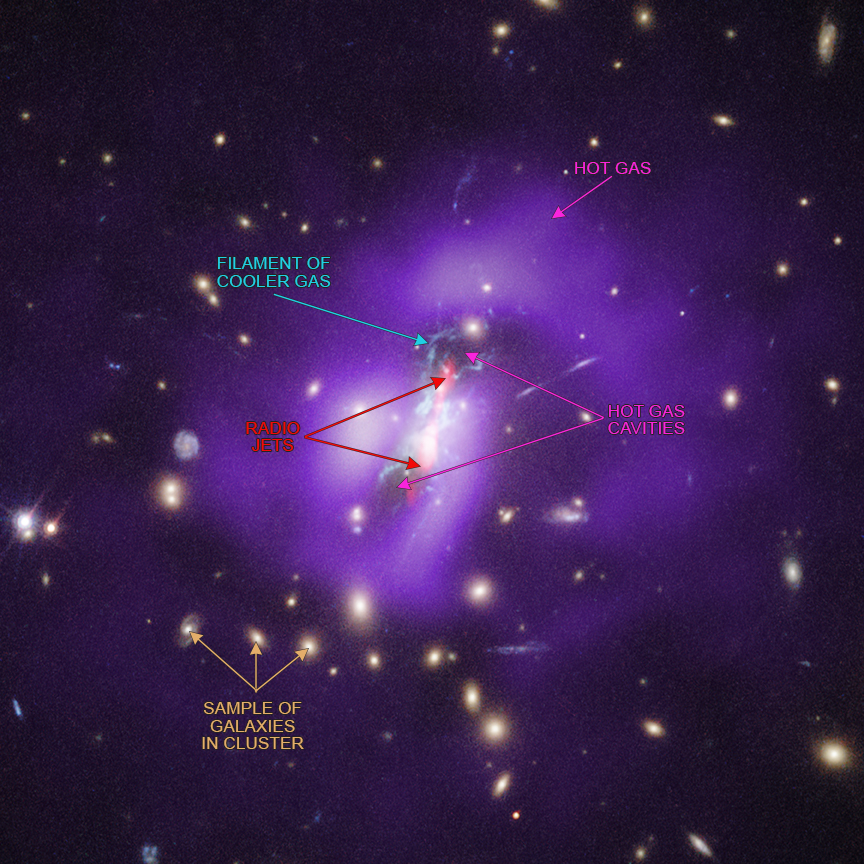 HOT GAS
FILAMENT OF
COOLER GAS
RADIO
JETS
HOT GAS
CAVITIES
SAMPLE OF
GALAXIES
IN CLUSTER